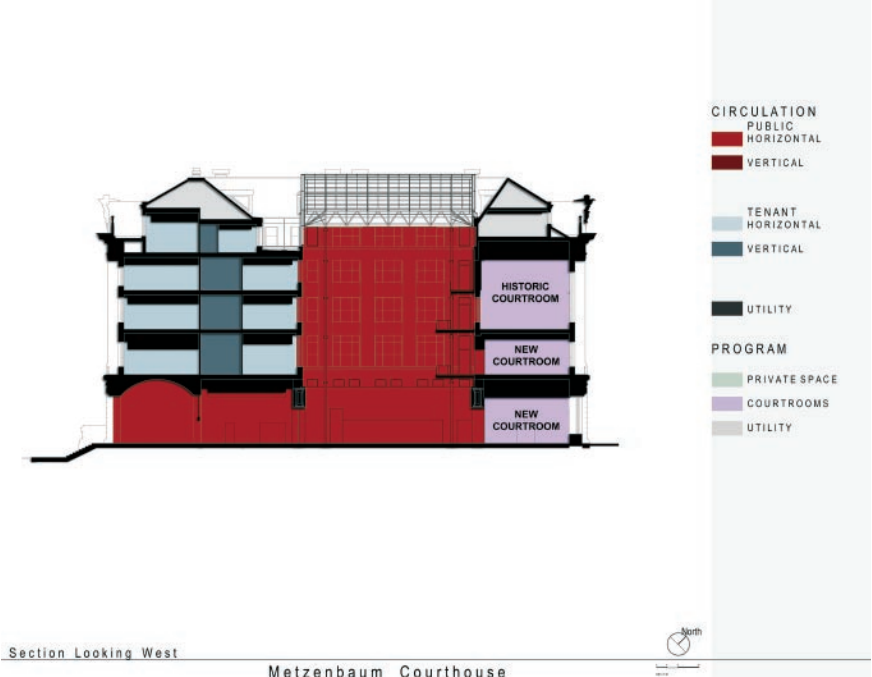 CIRCULATION
PUBLIC
HORIZONTAL
VERTICAL
TENANT
HORIZONTAL
VERTICAL
UTILITY
PROGRAM
PRIVATE SPACE
COURTROOMS
UTILITY
HISTORIC
COURTROOM
NEW
COURTROOM
NEW
COURTROOM
North
Section Looking West
Metzenbaum Courthouse